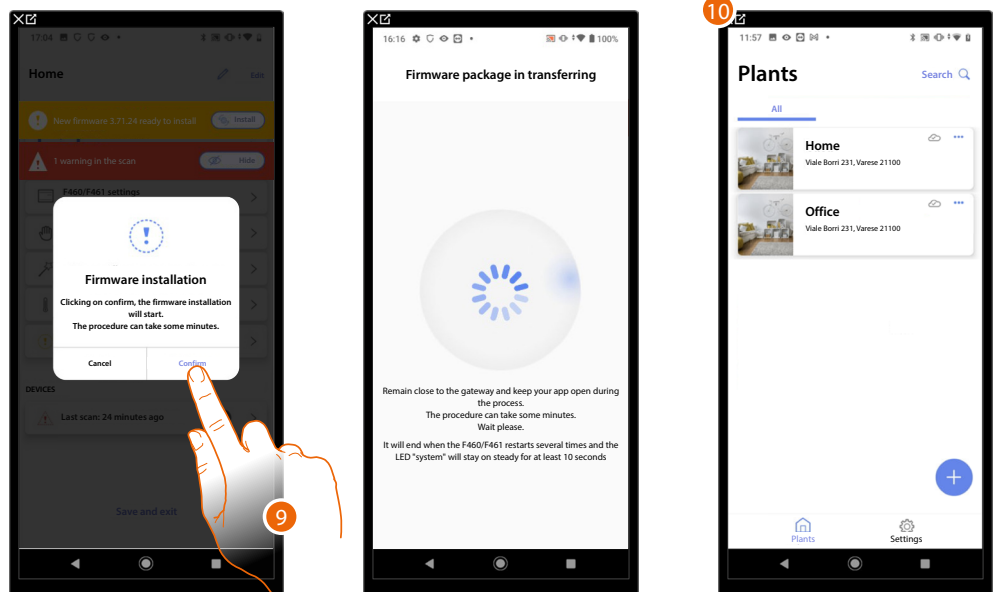 17:04
Home
Edit
New firmware 3.71.24 ready to install
Install
1 warning in the scan
Hide
F460/F461 settings
Firmware installation
Clicking on confirm, the firmware installation
will start.
The procedure can take some minutes.
Cancel
Confirm
DEVICES
Last scan: 24 minutes ago
Save and exit
9
16:16
100%
Firmware package in transferring
Remain close to the gateway and keep your app open during
the process.
The procedure can take some minutes.
Wait please.
It will end when the F460/F461 restarts several times and the
LED "system" will stay on steady for at least 10 seconds
10
11:57
Plants
Search
All
Home
Viale Borri 231, Varese 21100
Office
Viale Borri 231, Varese 21100
Plants
Settings